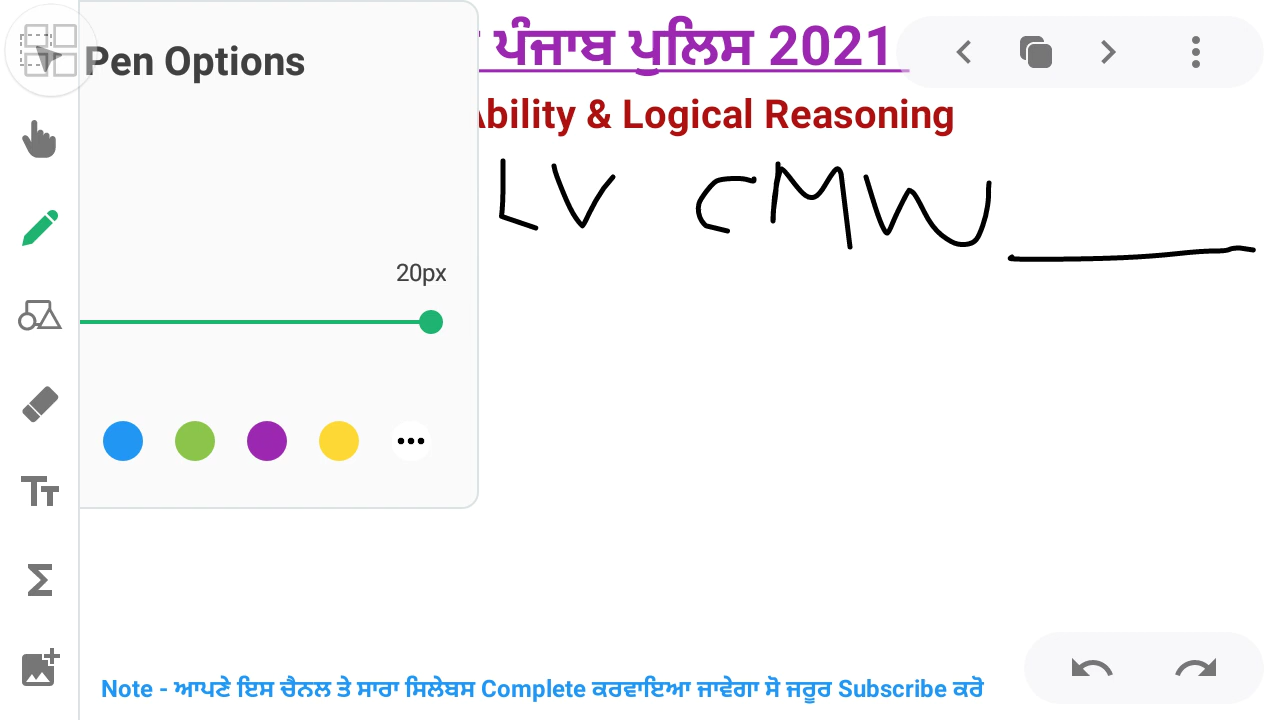 ਪੰਜਾਬ ਪੁਲਿਸ 2021
Ability & Logical Reasoning
Pen Options
LV CMW
20px
Note - ਆਪਣੇ ਇਸ ਚੈਨਲ ਤੇ ਸਾਰਾ ਸਿਲੇਬਸ Complete ਕਰਵਾਇਆ ਜਾਵੇਗਾ ਸੋ ਜਰੂਰ Subscribe ਕਰੋ